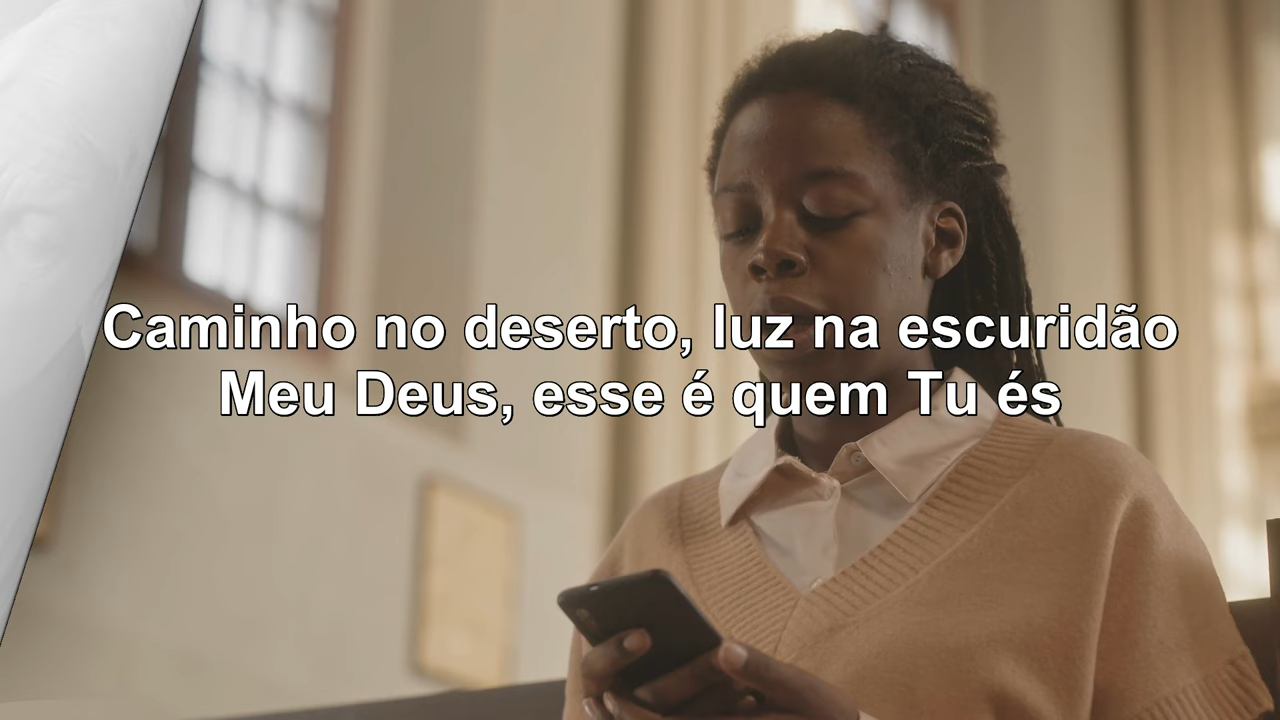 Caminho no deserto, luz na escuridão
Meu Deus, esse é quem Tu és